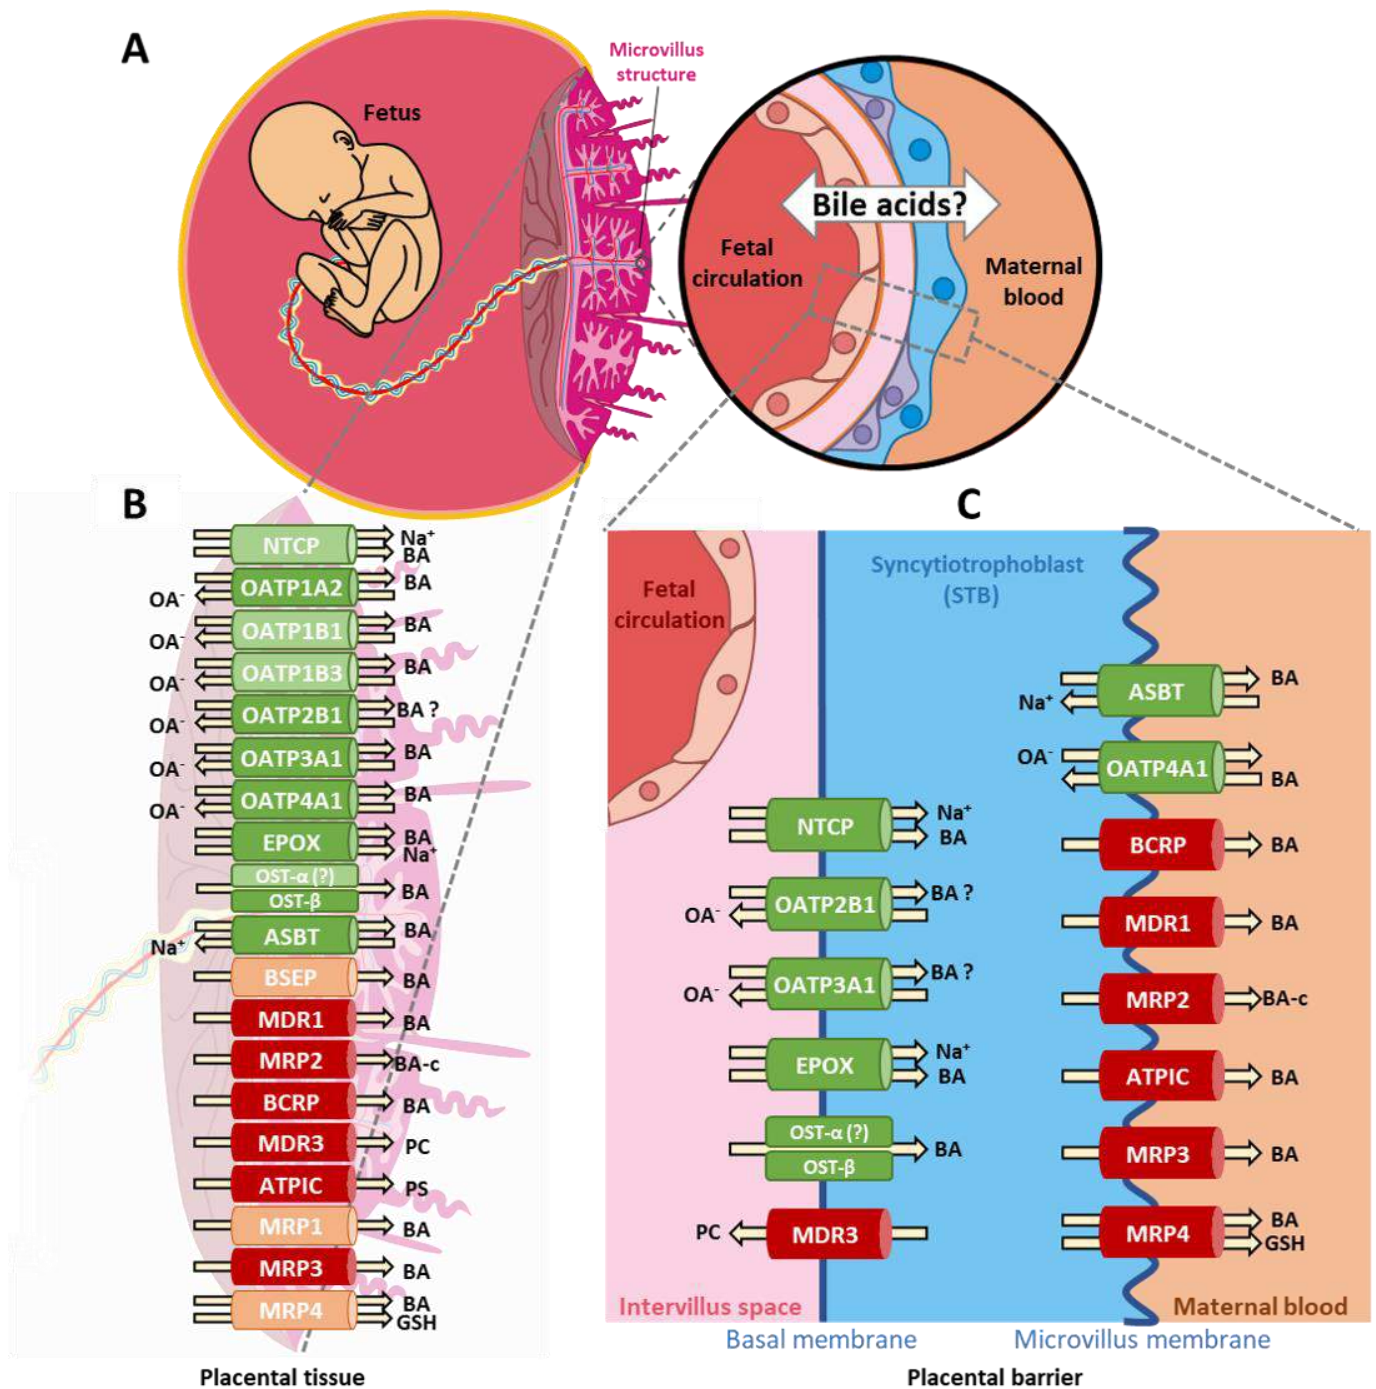 A
Microvillus
structure
Fetus
Bile acids?
Fetal
circulation
Maternal
blood
B
NTCP
Na⁺
BA
OATP1A2
BA
OA⁻
OATP1B1
BA
OA⁻
OATP1B3
BA
OA⁻
OATP2B1
BA ?
OA⁻
OATP3A1
BA
OA⁻
OATP4A1
BA
OA⁻
EPOX
BA
Na⁺
OST-α (?)
OST-β
BA
ASBT
BA
Na⁺
BSEP
BA
MDR1
BA
MRP2
BA-c
BCRP
BA
MDR3
PC
ATPIC
PS
MRP1
BA
MRP3
BA
MRP4
BA
GSH
Placental tissue
C
Fetal
circulation
Syncytiotrophoblast
(STB)
NTCP
Na⁺
BA
OATP2B1
BA ?
OA⁻
OATP3A1
BA ?
OA⁻
EPOX
Na⁺
BA
OST-α (?)
OST-β
BA
PC
MDR3
ASBT
BA
Na⁺
OA⁻
OATP4A1
BA
BCRP
BA
MDR1
BA
MRP2
BA-c
ATPIC
BA
MRP3
BA
MRP4
BA
GSH
Intervillus space
Maternal blood
Basal membrane
Microvillus membrane
Placental barrier